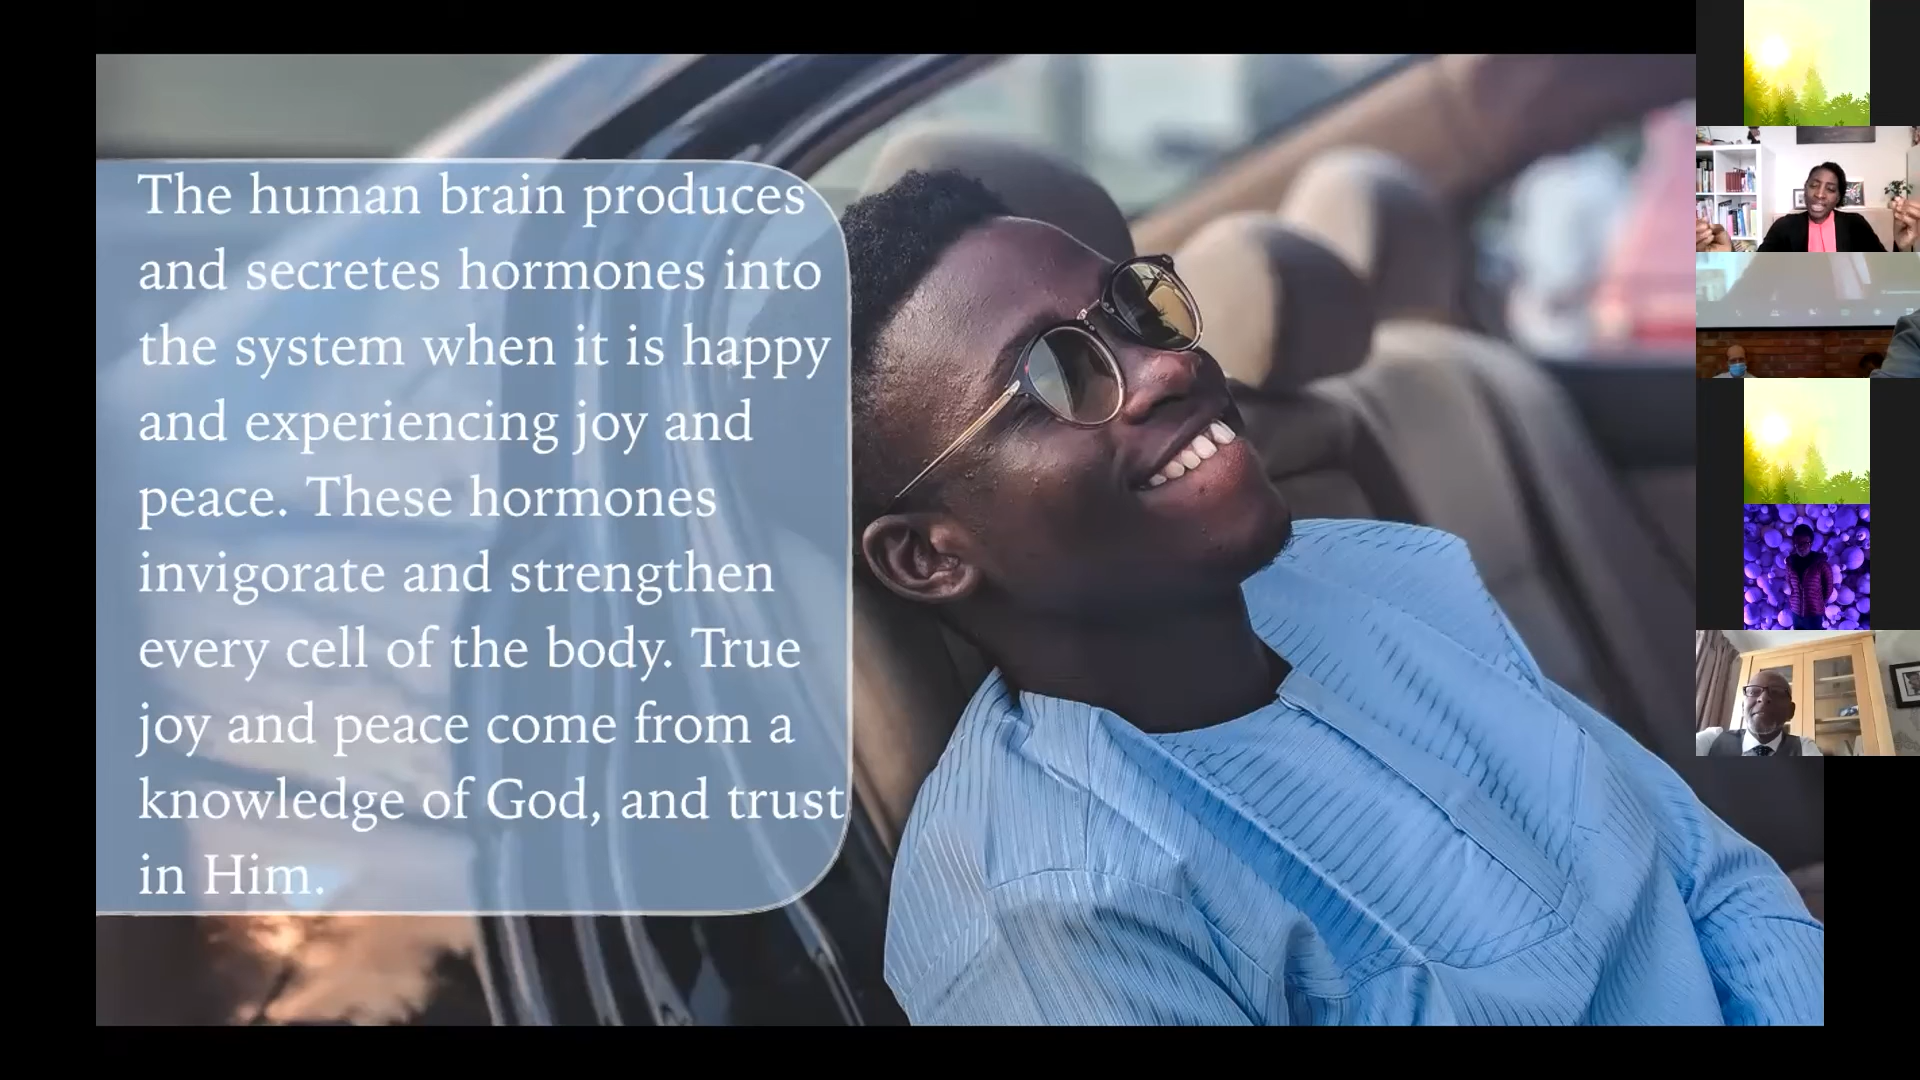 The human brain produces
and secretes hormones into
the system when it is happy
and experiencing joy and
peace. These hormones
invigorate and strengthen
every cell of the body. True
joy and peace come from a
knowledge of God, and trust
in Him.